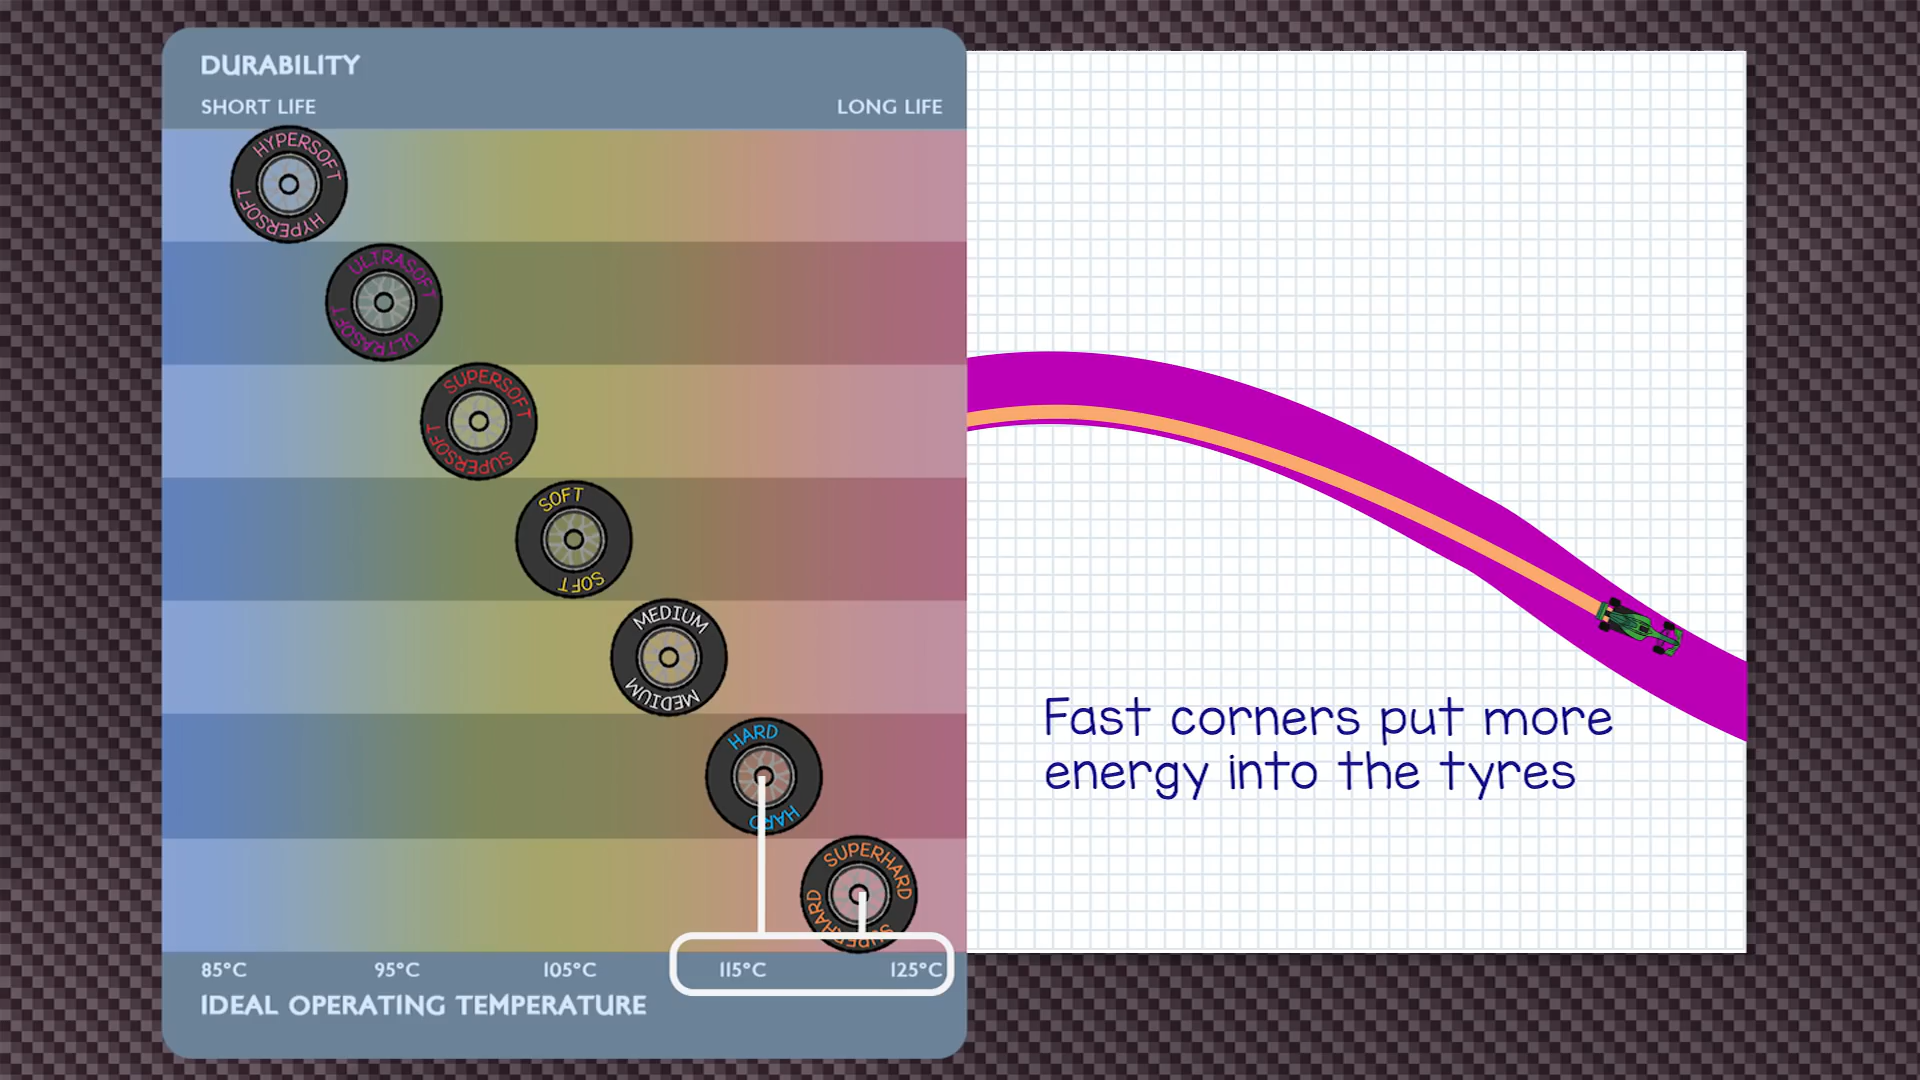 DURABILITY
SHORT LIFE LONG LIFE
HYPERSOFT
HYPERSOFT
ULTRASOFT
ULTRASOFT
SUPERSOFT
SUPERSOFT
SOFT
SOFT
MEDIUM
MEDIUM
HARD
HARD
SUPERHARD
SUPERHARD
85°C 95°C 105°C 115°C 125°C
IDEAL OPERATING TEMPERATURE
Fast corners put more
energy into the tyres